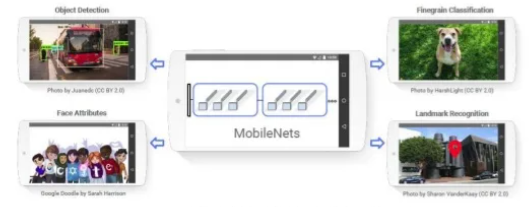 Object Detection
Finegrain Classification
Photo by Juanedc (CC BY 2.0)
Photo by HarshLight (CC BY 2.0)
MobileNets
Face Attributes
Landmark Recognition
Google Doodle by Sarah Harrison
Photo by Sharon VanderKaay (CC BY 2.0)